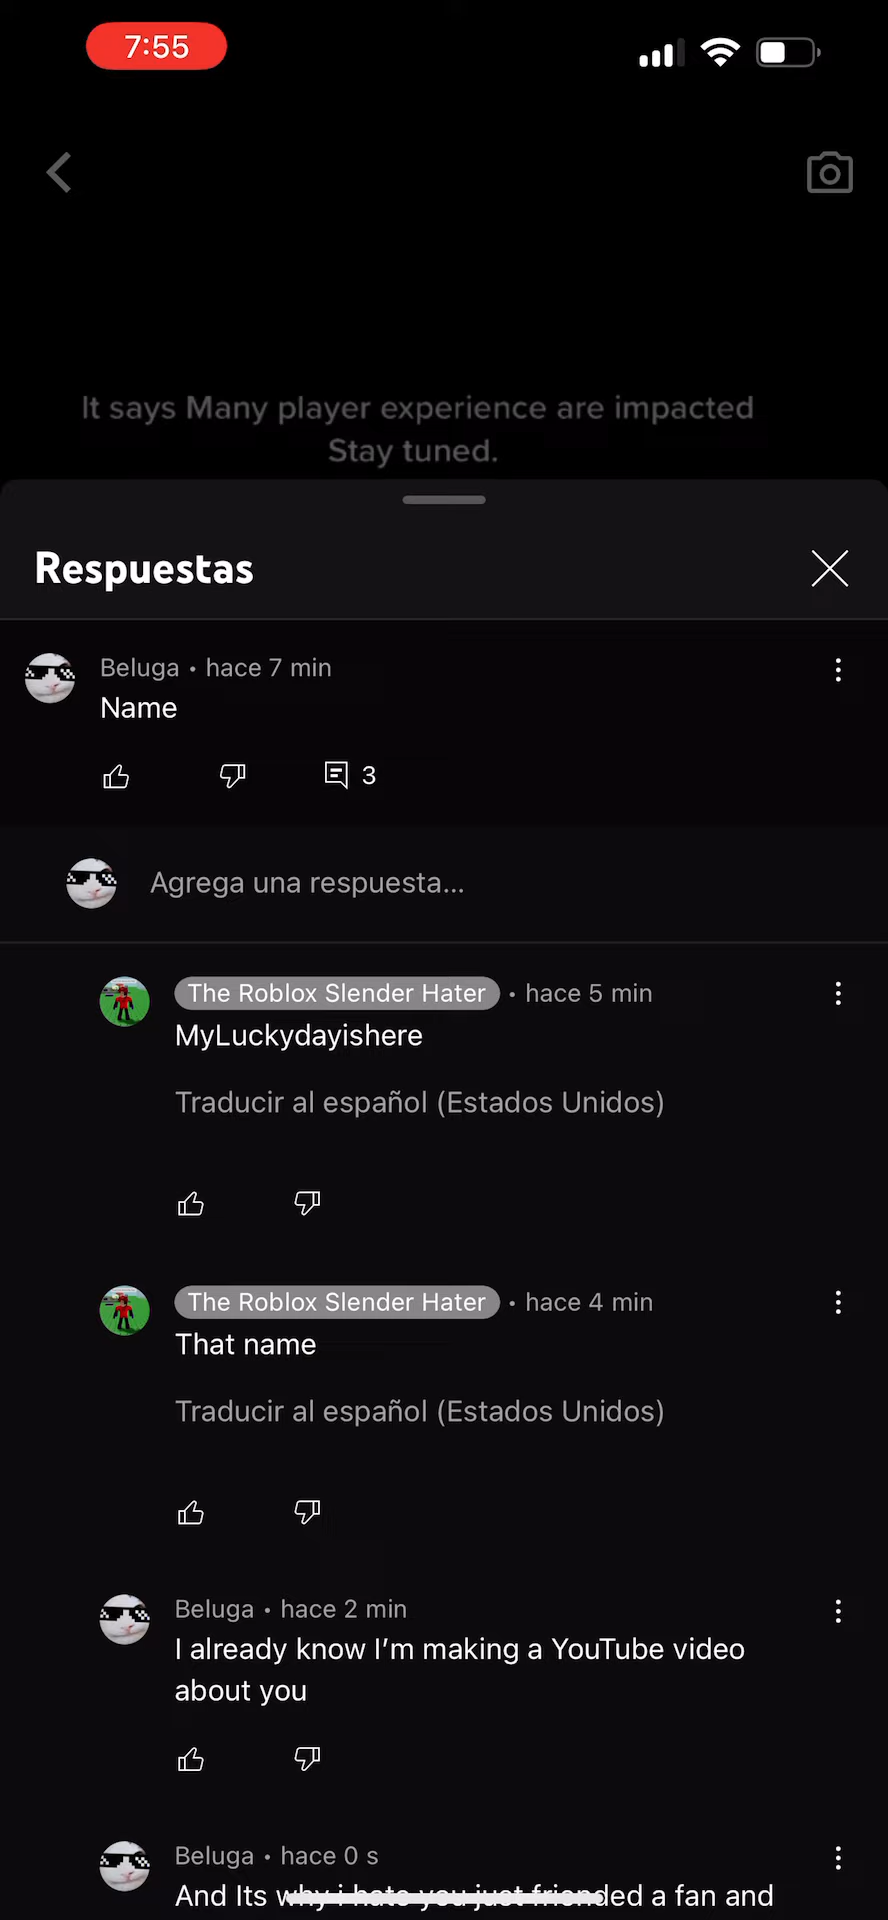 7:55
It says Many player experience are impacted
Stay tuned.
Respuestas
Beluga • hace 7 min
Name
3
Agrega una respuesta...
The Roblox Slender Hater • hace 5 min
MyLuckydayishere
Traducir al español (Estados Unidos)
The Roblox Slender Hater • hace 4 min
That name
Traducir al español (Estados Unidos)
Beluga • hace 2 min
I already know I'm making a YouTube video
about you
Beluga • hace 0 s
And Its why i hate you just friended a fan and